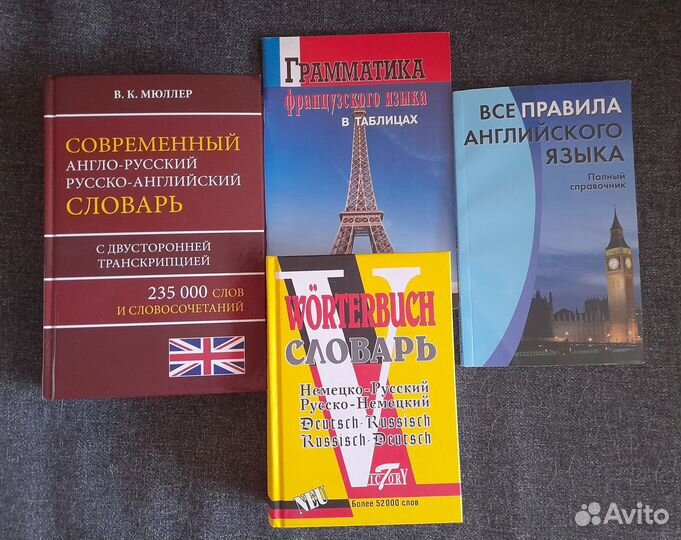 В. К. МЮЛЛЕР
СОВРЕМЕННЫЙ
АНГЛО-РУССКИЙ
РУССКО-АНГЛИЙСКИЙ
СЛОВАРЬ
С ДВУСТОРОННЕЙ
ТРАНСКРИПЦИЕЙ
235 000 СЛОВ
И СЛОВОСОЧЕТАНИЙ
ГРАММАТИКА
французского языка
В ТАБЛИЦАХ
ВСЕ ПРАВИЛА
АНГЛИЙСКОГО
ЯЗЫКА
Полный
справочник
WÖRTERBUCH
СЛОВАРЬ
Немецко-Русский
Русско-Немецкий
Deutsch-Russisch
Russisch-Deutsch
VICTORY
NEU
Более 52000 слов
Avito